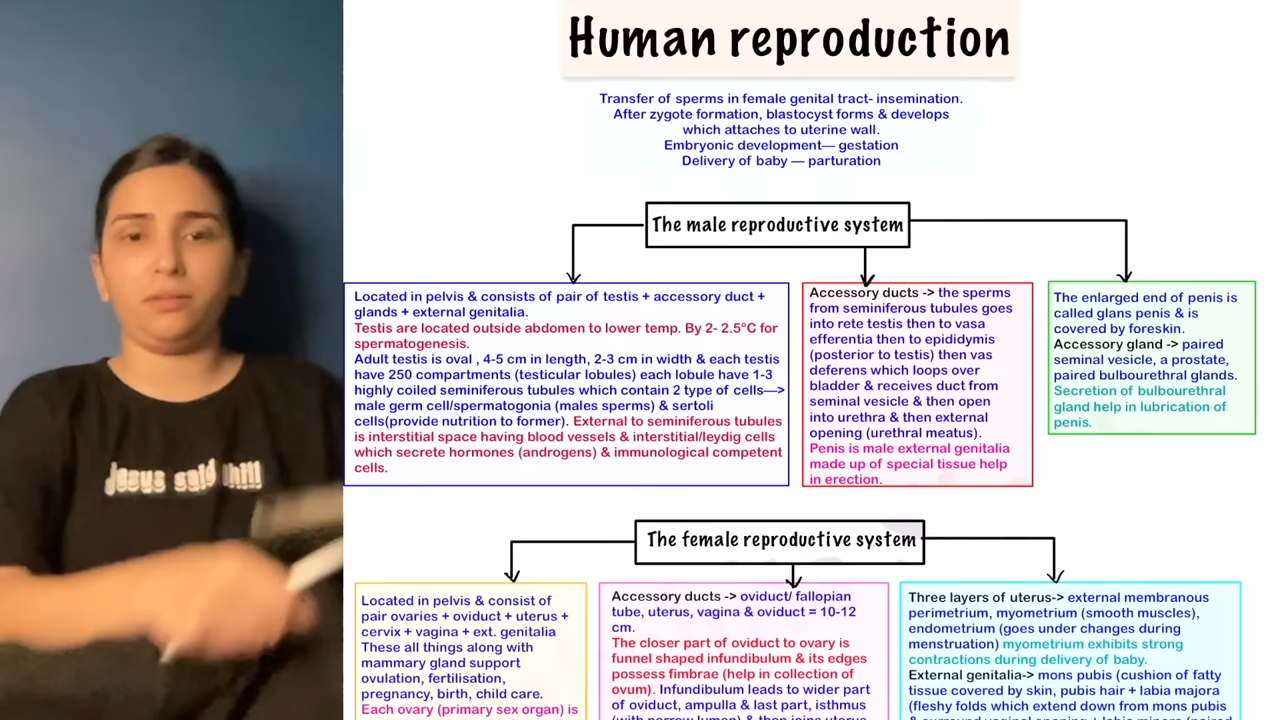 Human reproduction
Transfer of sperms in female genital tract- insemination.
After zygote formation, blastocyst forms & develops
which attaches to uterine wall.
Embryonic development— gestation
Delivery of baby — parturation
The male reproductive system
Located in pelvis & consists of pair of testis + accessory duct +
glands + external genitalia.
Testis are located outside abdomen to lower temp. By 2- 2.5°C for
spermatogenesis.
Adult testis is oval , 4-5 cm in length, 2-3 cm in width & each testis
have 250 compartments (testicular lobules) each lobule have 1-3
highly coiled seminiferous tubules which contain 2 type of cells—>
male germ cell/spermatogonia (males sperms) & sertoli
cells(provide nutrition to former). External to seminiferous tubules
is interstitial space having blood vessels & interstitial/leydig cells
which secrete hormones (androgens) & immunological competent
cells.
Accessory ducts -> the sperms
from seminiferous tubules goes
into rete testis then to vasa
efferentia then to epididymis
(posterior to testis) then vas
deferens which loops over
bladder & receives duct from
seminal vesicle & then open
into urethra & then external
opening (urethral meatus).
Penis is male external genitalia
made up of special tissue help
in erection.
The enlarged end of penis is
called glans penis & is
covered by foreskin.
Accessory gland -> paired
seminal vesicle, a prostate,
paired bulbourethral glands.
Secretion of bulbourethral
gland help in lubrication of
penis.
The female reproductive system
Located in pelvis & consist of
pair ovaries + oviduct + uterus +
cervix + vagina + ext. genitalia
These all things along with
mammary gland support
ovulation, fertilisation,
pregnancy, birth, child care.
Each ovary (primary sex organ) is
Accessory ducts -> oviduct/ fallopian
tube, uterus, vagina & oviduct = 10-12
cm.
The closer part of oviduct to ovary is
funnel shaped infundibulum & its edges
possess fimbrae (help in collection of
ovum). Infundibulum leads to wider part
of oviduct, ampulla & last part, isthmus
(with narrow lumen) & then joins uterus
Three layers of uterus-> external membranous
perimetrium, myometrium (smooth muscles),
endometrium (goes under changes during
menstruation) myometrium exhibits strong
contractions during delivery of baby.
External genitalia-> mons pubis (cushion of fatty
tissue covered by skin, pubis hair + labia majora
(fleshy folds which extend down from mons pubis
& surround vaginal opening + labia minora (paired
Jesus said